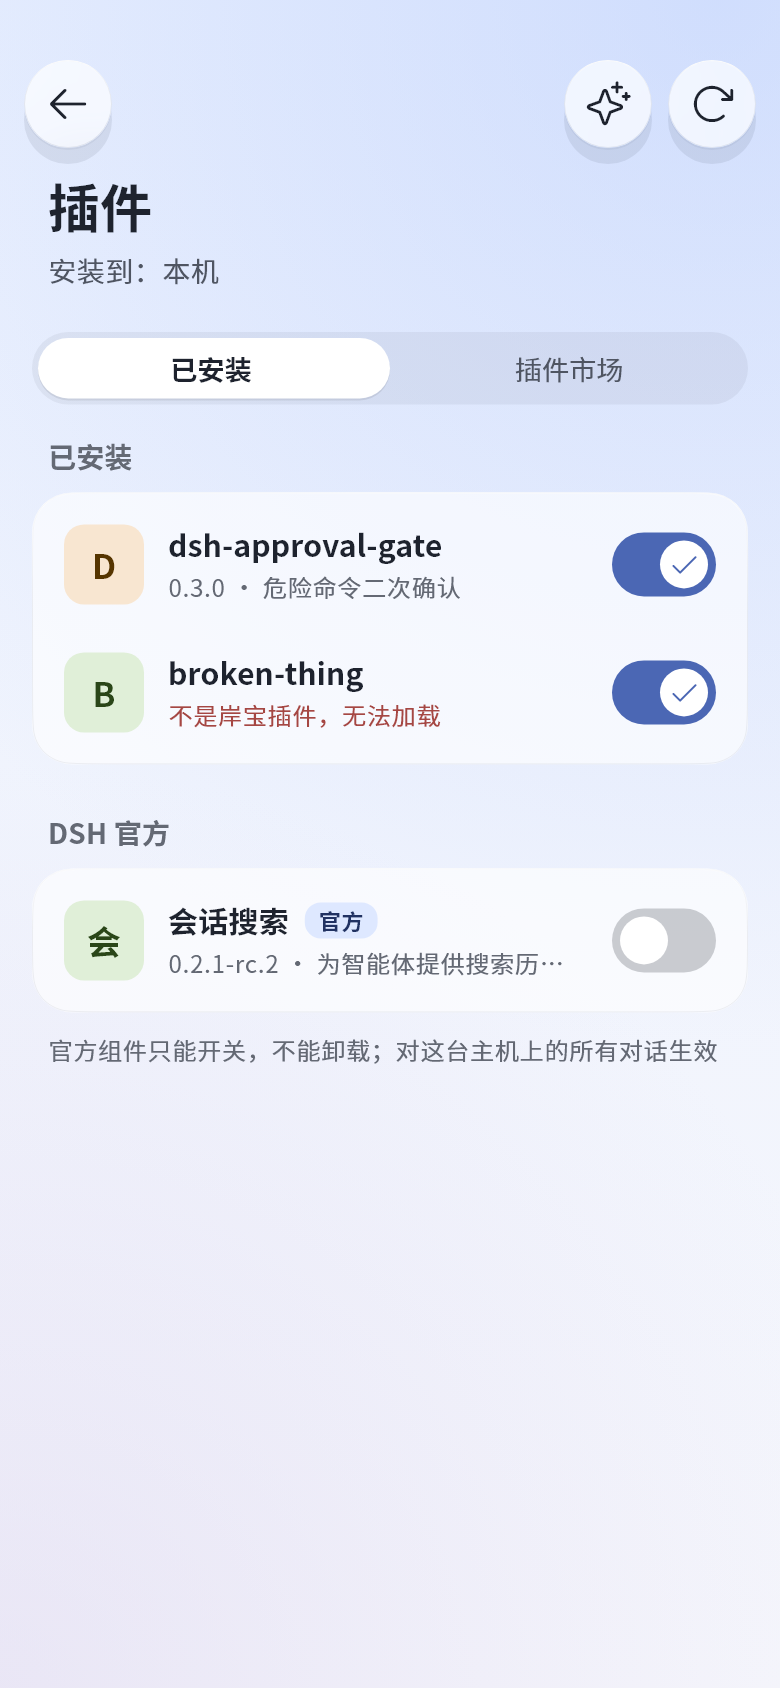 插件
安装到：本机
已安装
插件市场
已安装
D
dsh-approval-gate
0.3.0 • 危险命令二次确认
B
broken-thing
不是岸宝插件，无法加载
DSH 官方
会
会话搜索 官方
0.2.1-rc.2 • 为智能体提供搜索历…
官方组件只能开关，不能卸载；对这台主机上的所有对话生效